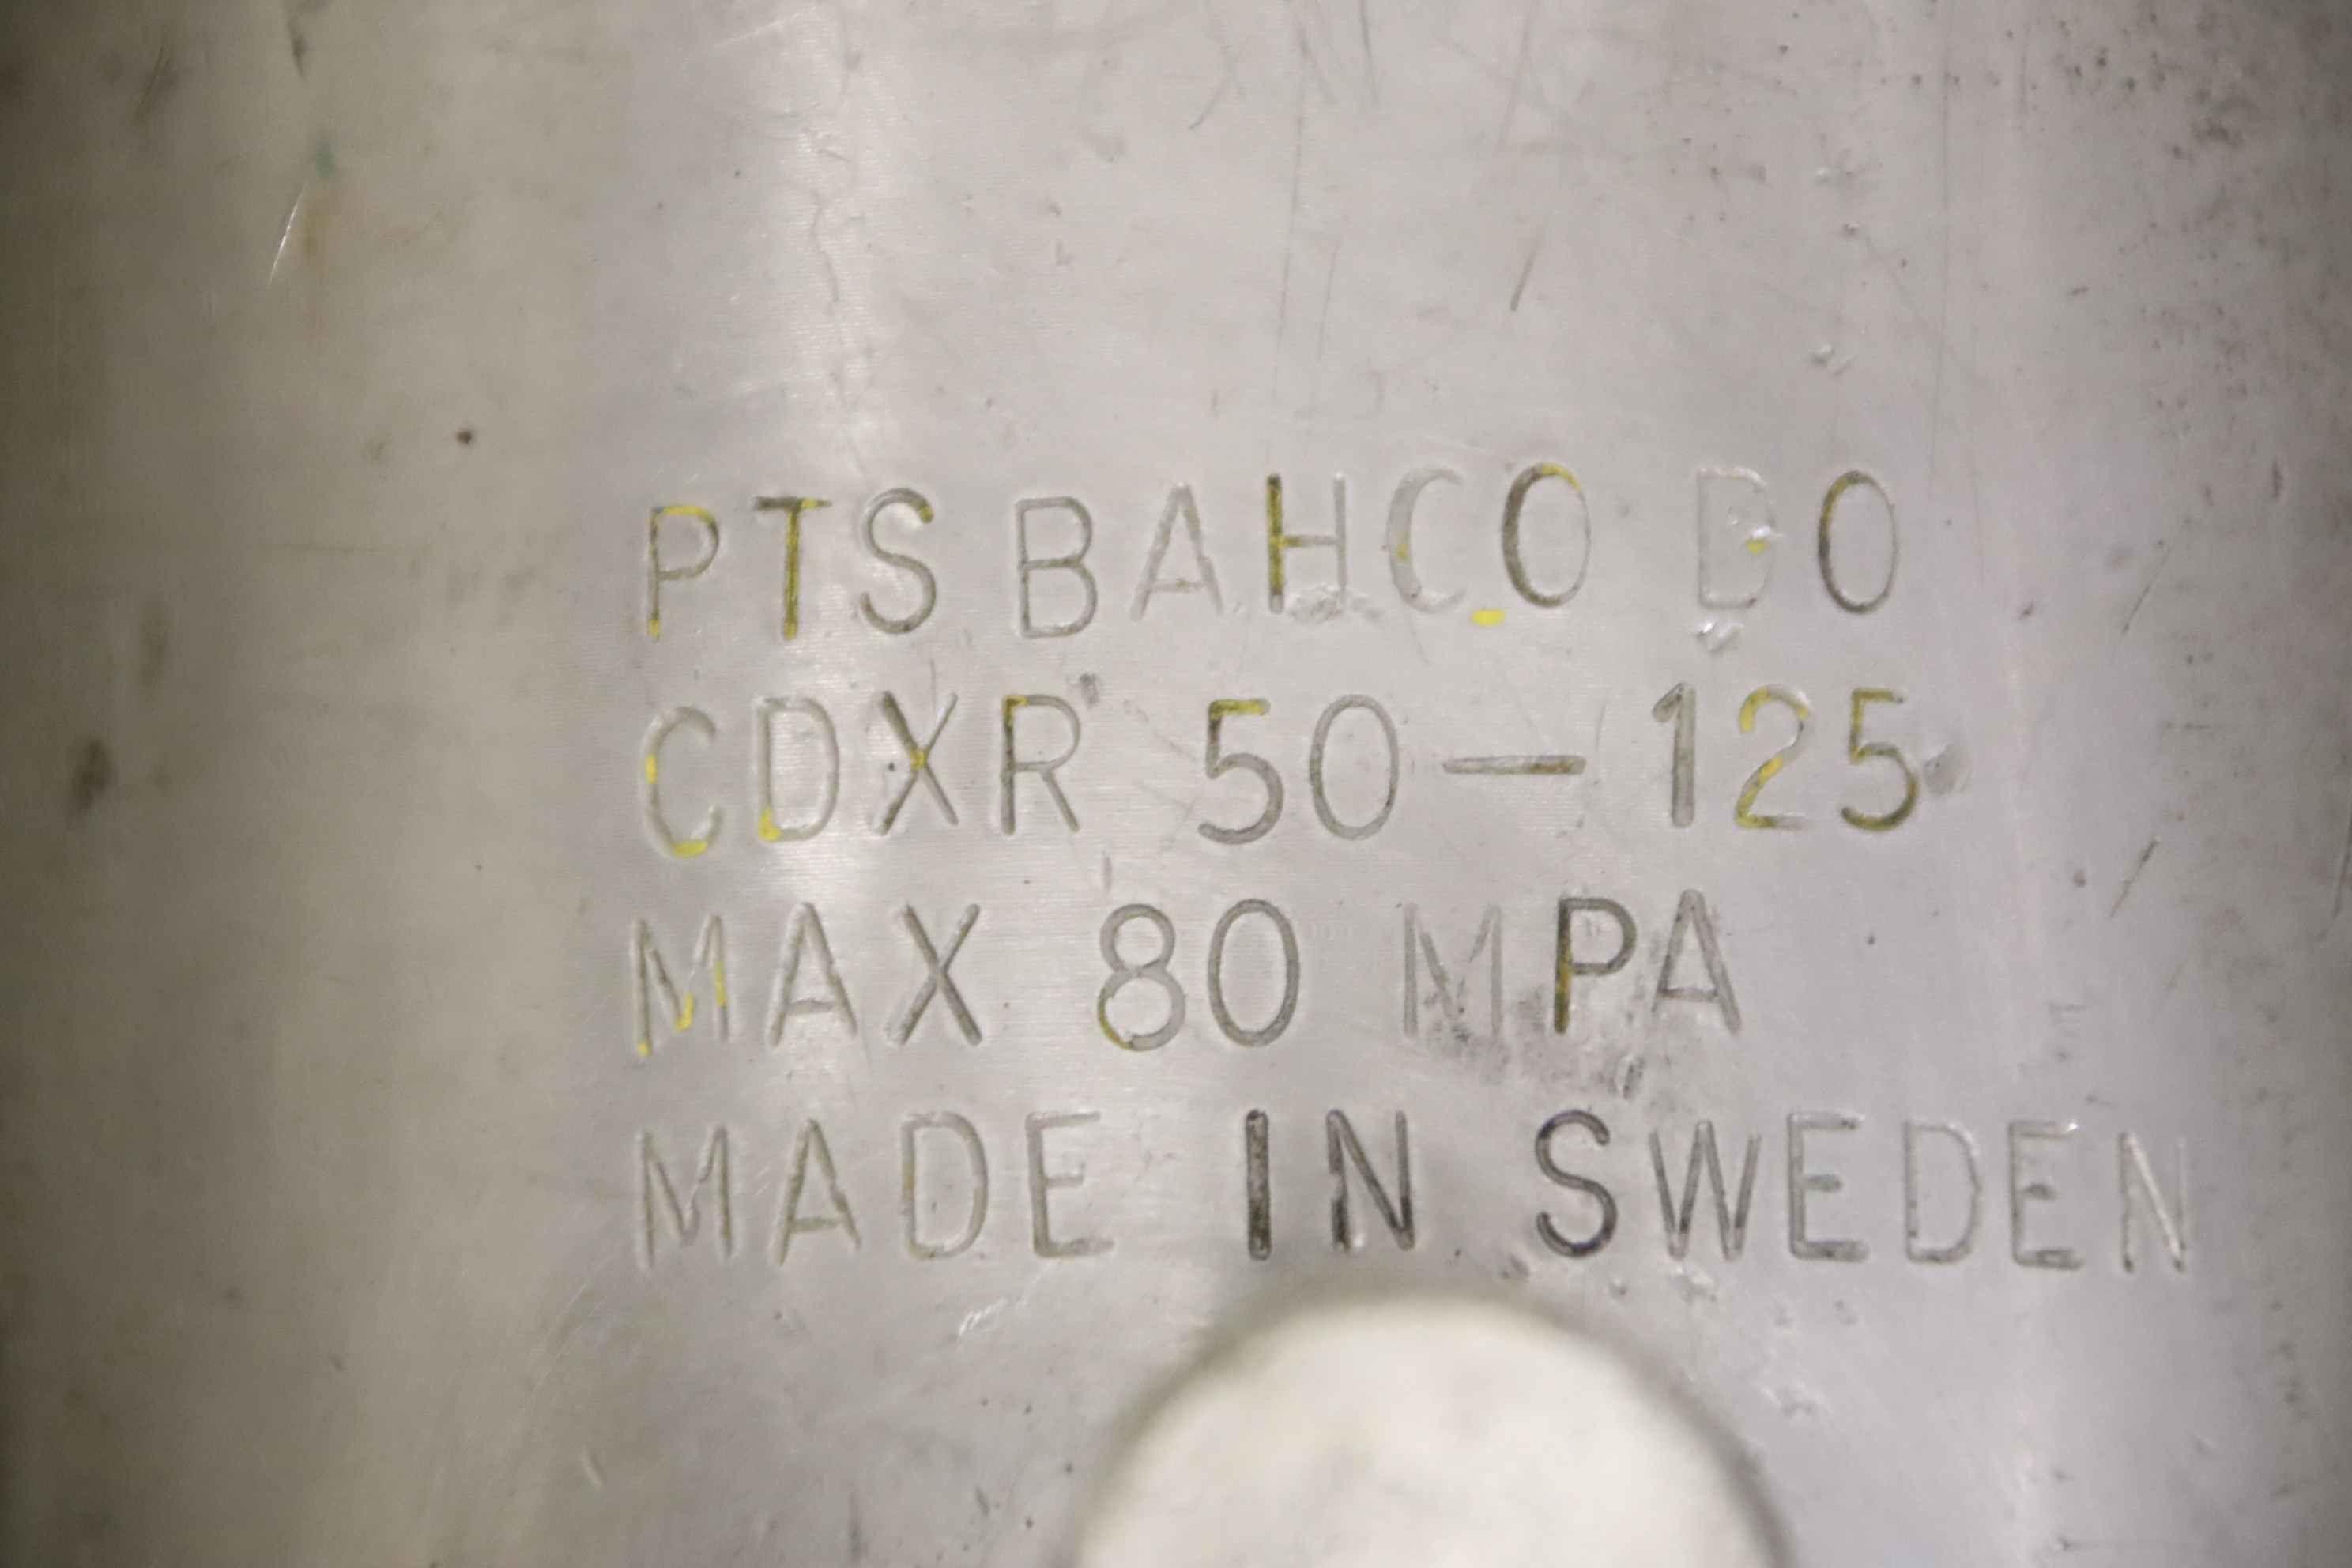 PTS BAHCO DO
CDXR 50-125
MAX 80 MPA
MADE IN SWEDEN